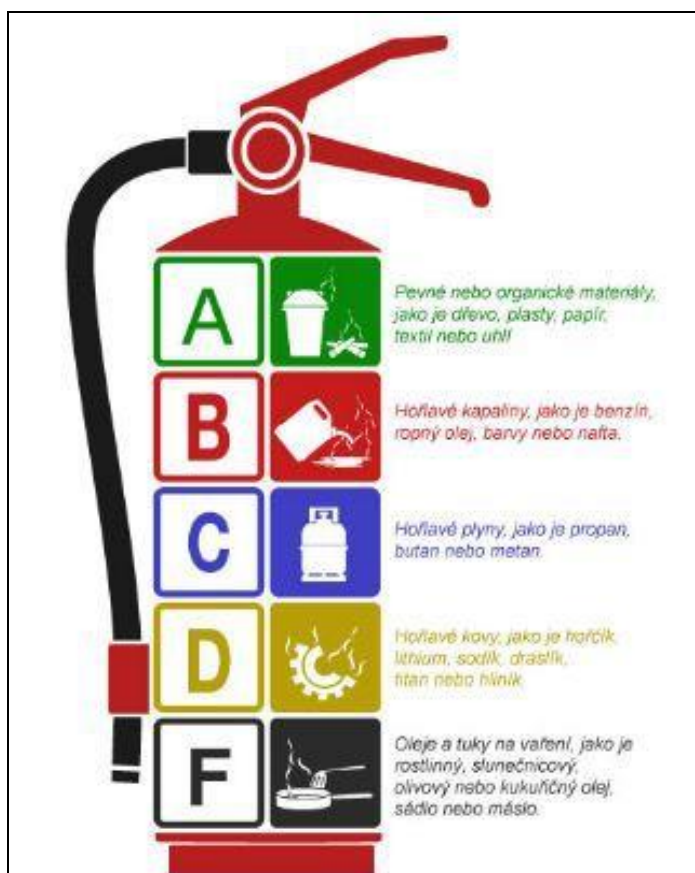 A
Pevné nebo organické materiály,
jako je dřevo, plasty, papír,
textil nebo uhlí
B
Hořlavé kapaliny, jako je benzín,
ropný olej, barvy nebo nafta.
C
Hořlavé plyny, jako je propan,
butan nebo metan
D
Hořlavé kovy, jako je hořčík,
lithium, sodík, draslík,
titan nebo hliník
F
Oleje a tuky na vaření, jako je
rostlinný, slunečnicový,
olivový nebo kukuřičný olej,
sádlo nebo máslo.